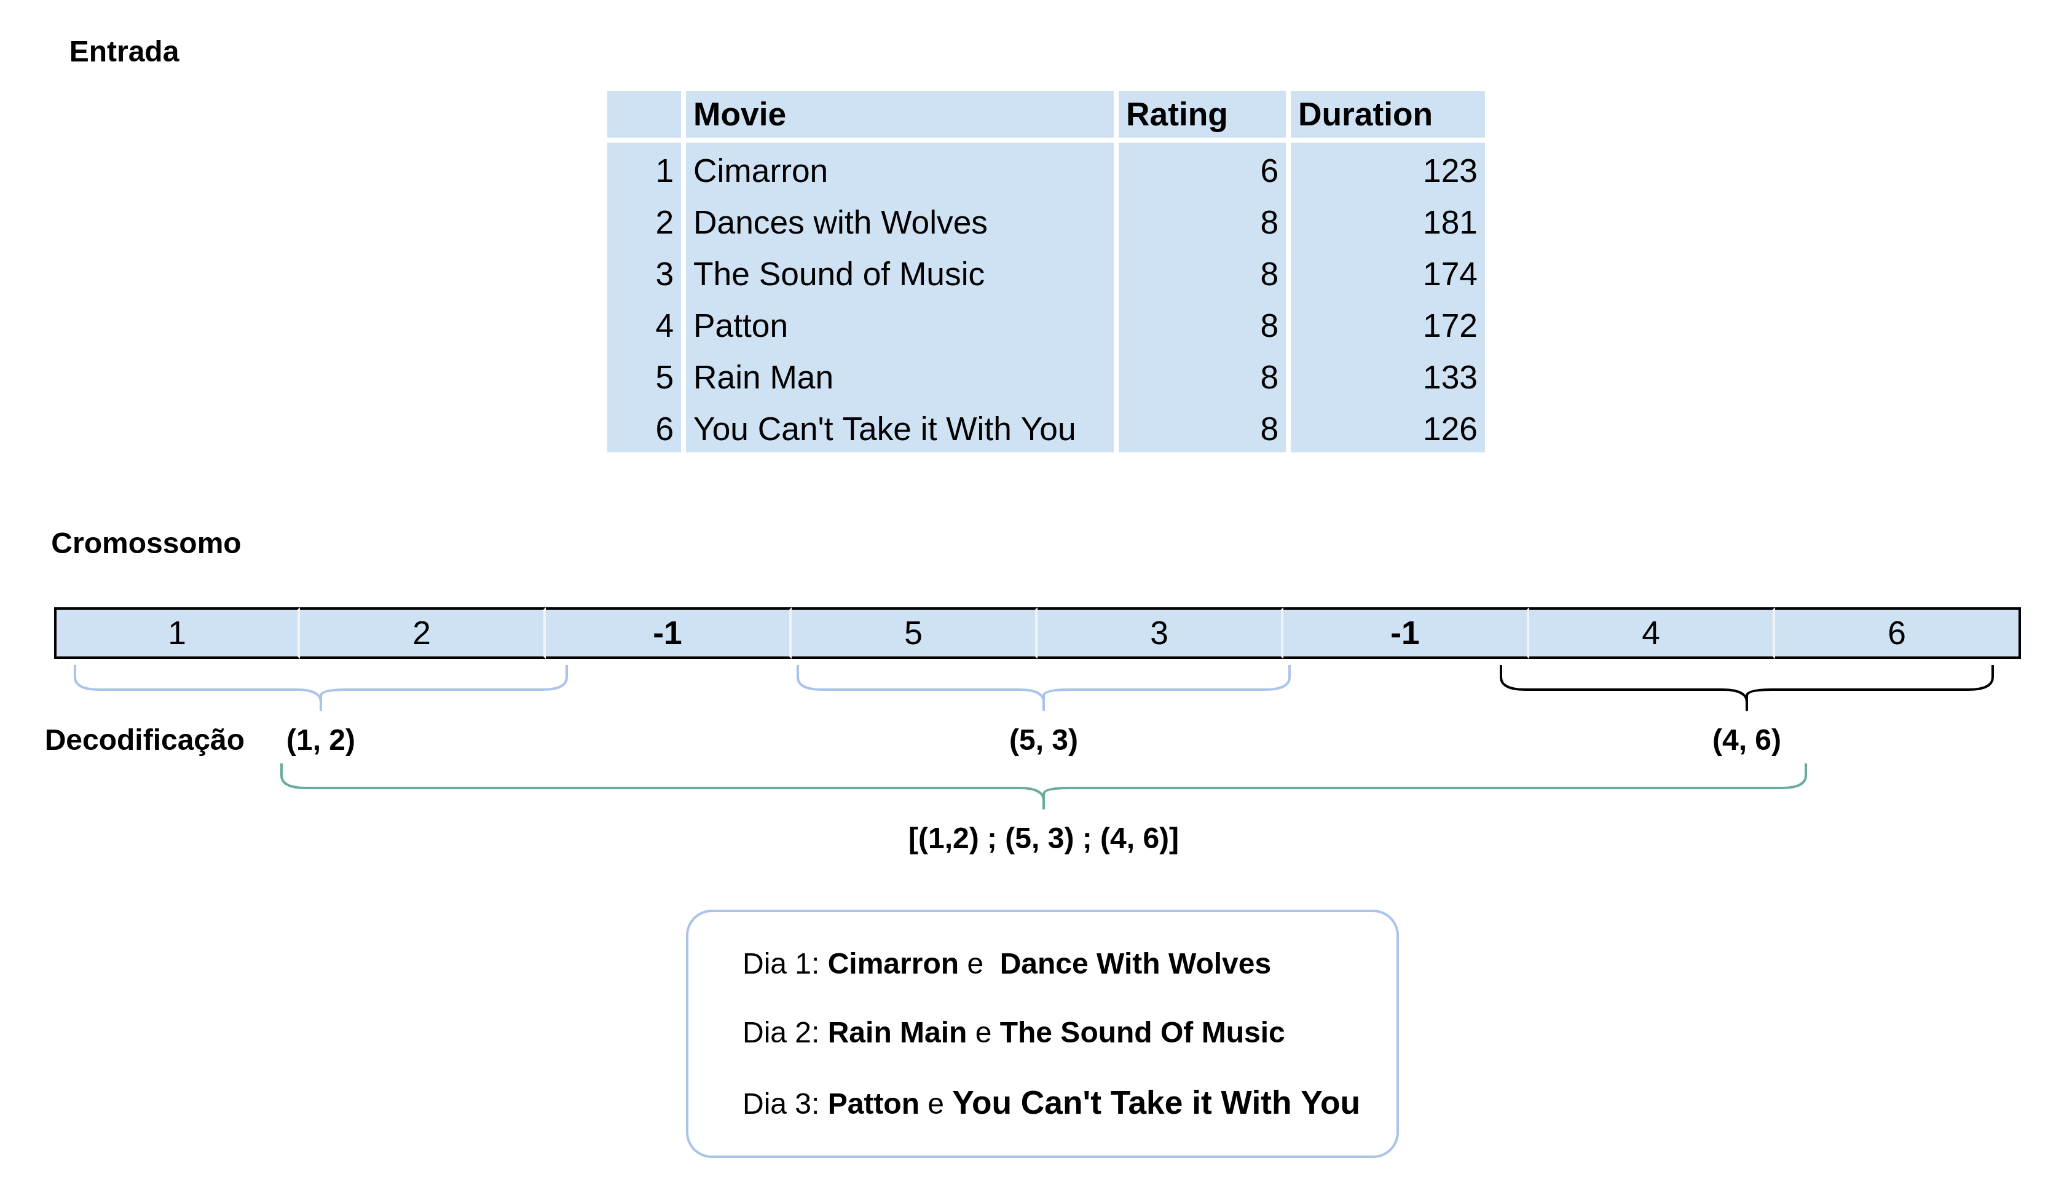 Entrada
Movie Rating Duration
1 Cimarron 6 123
2 Dances with Wolves 8 181
3 The Sound of Music 8 174
4 Patton 8 172
5 Rain Man 8 133
6 You Can't Take it With You 8 126
Cromossomo
1 2 -1 5 3 -1 4 6
Decodificação (1, 2) (5, 3) (4, 6)
[(1,2) ; (5, 3) ; (4, 6)]
Dia 1: Cimarron e Dance With Wolves
Dia 2: Rain Main e The Sound Of Music
Dia 3: Patton e You Can't Take it With You